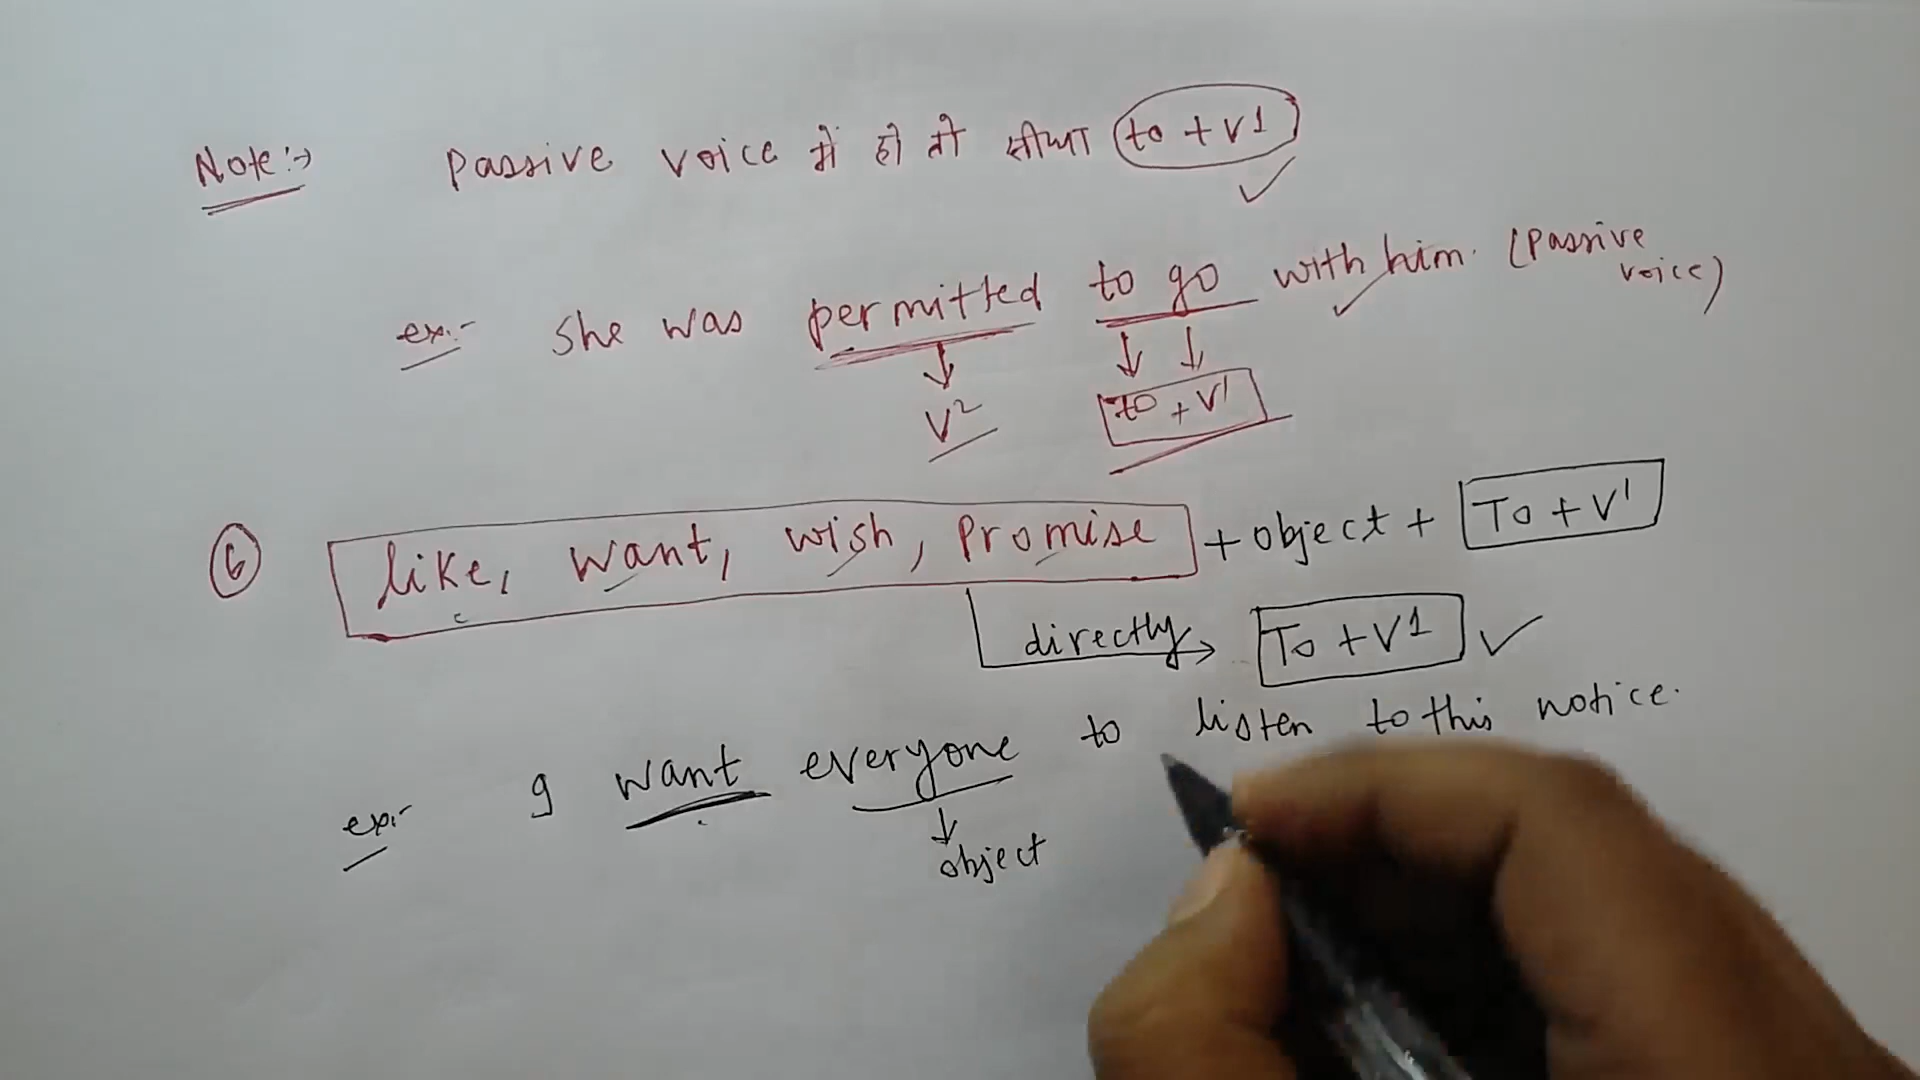 Note:→ Passive voice में हो तो सीधा to + V1
ex:- She was permitted to go with him. (Passive voice)
V2 to + V1
6 like, want, wish, Promise + object + To + V1
directly → To + V1
ex:- I want everyone to listen to this notice.
object